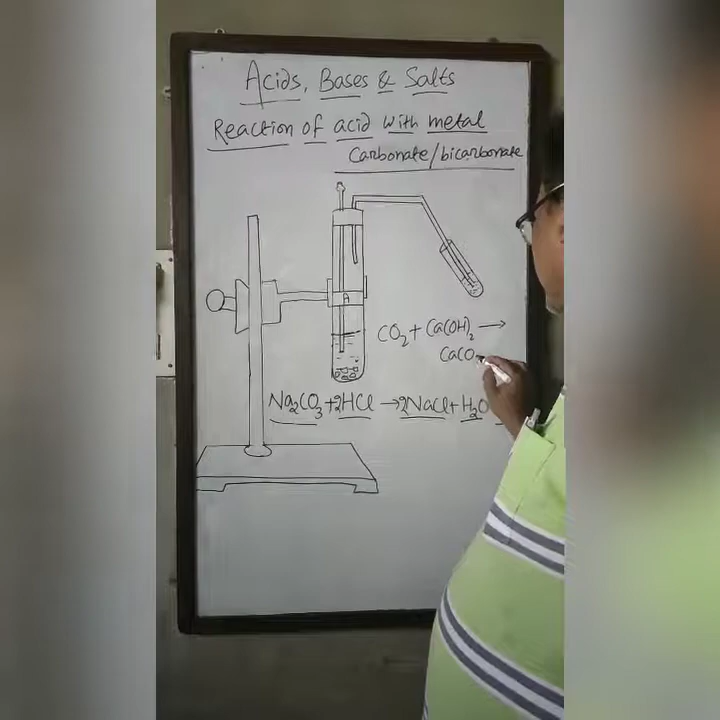 Acids, Bases & Salts
Reaction of acid with metal
Carbonate/bicarbonate
A
CO₂ + Ca(OH)₂ →
CaCO
Na₂CO₃ + 2HCl → 2NaCl + H₂O